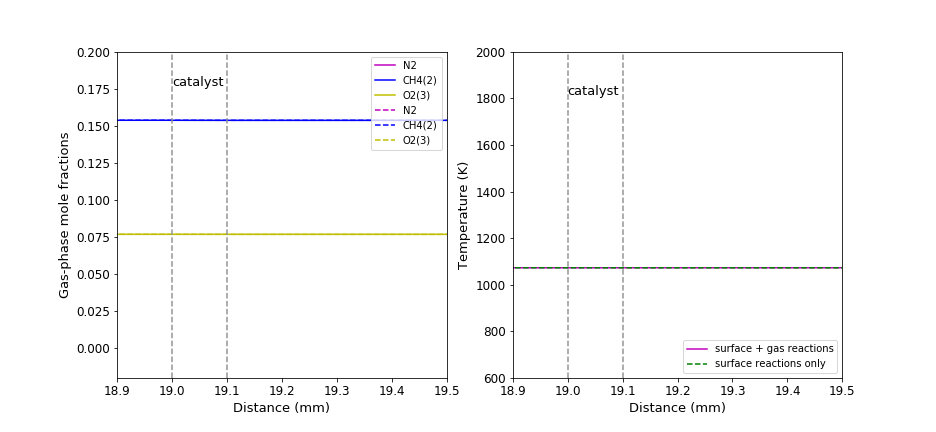 0.200
0.175
0.150
0.125
0.100
0.075
0.050
0.025
0.000
Gas-phase mole fractions
catalyst
N2
CH4(2)
O2(3)
N2
CH4(2)
O2(3)
18.9 19.0 19.1 19.2 19.3 19.4 19.5
Distance (mm)
2000
1800
1600
1400
1200
1000
800
600
Temperature (K)
catalyst
surface + gas reactions
surface reactions only
18.9 19.0 19.1 19.2 19.3 19.4 19.5
Distance (mm)